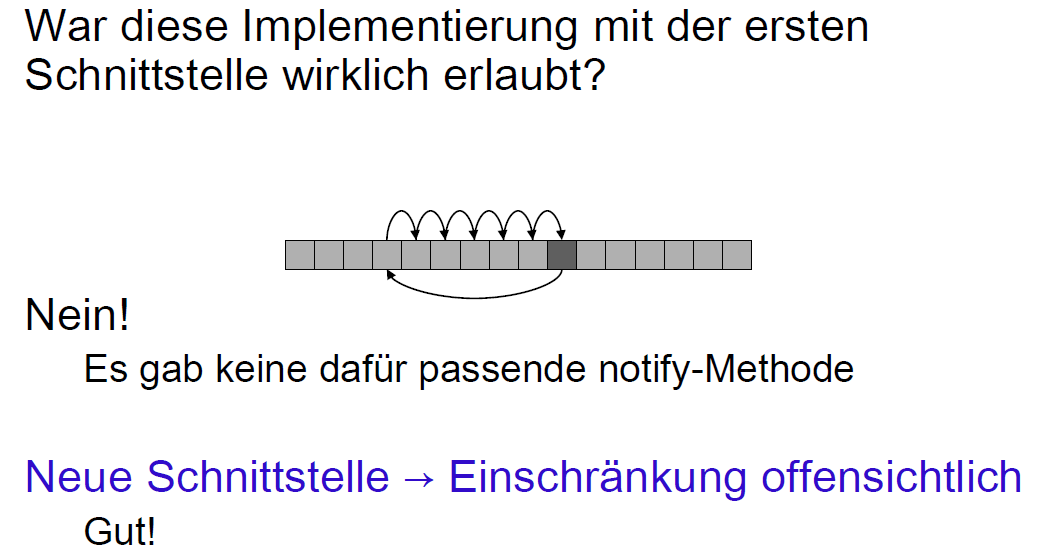 War diese Implementierung mit der ersten
Schnittstelle wirklich erlaubt?
Nein!
Es gab keine dafür passende notify-Methode
Neue Schnittstelle → Einschränkung offensichtlich
Gut!